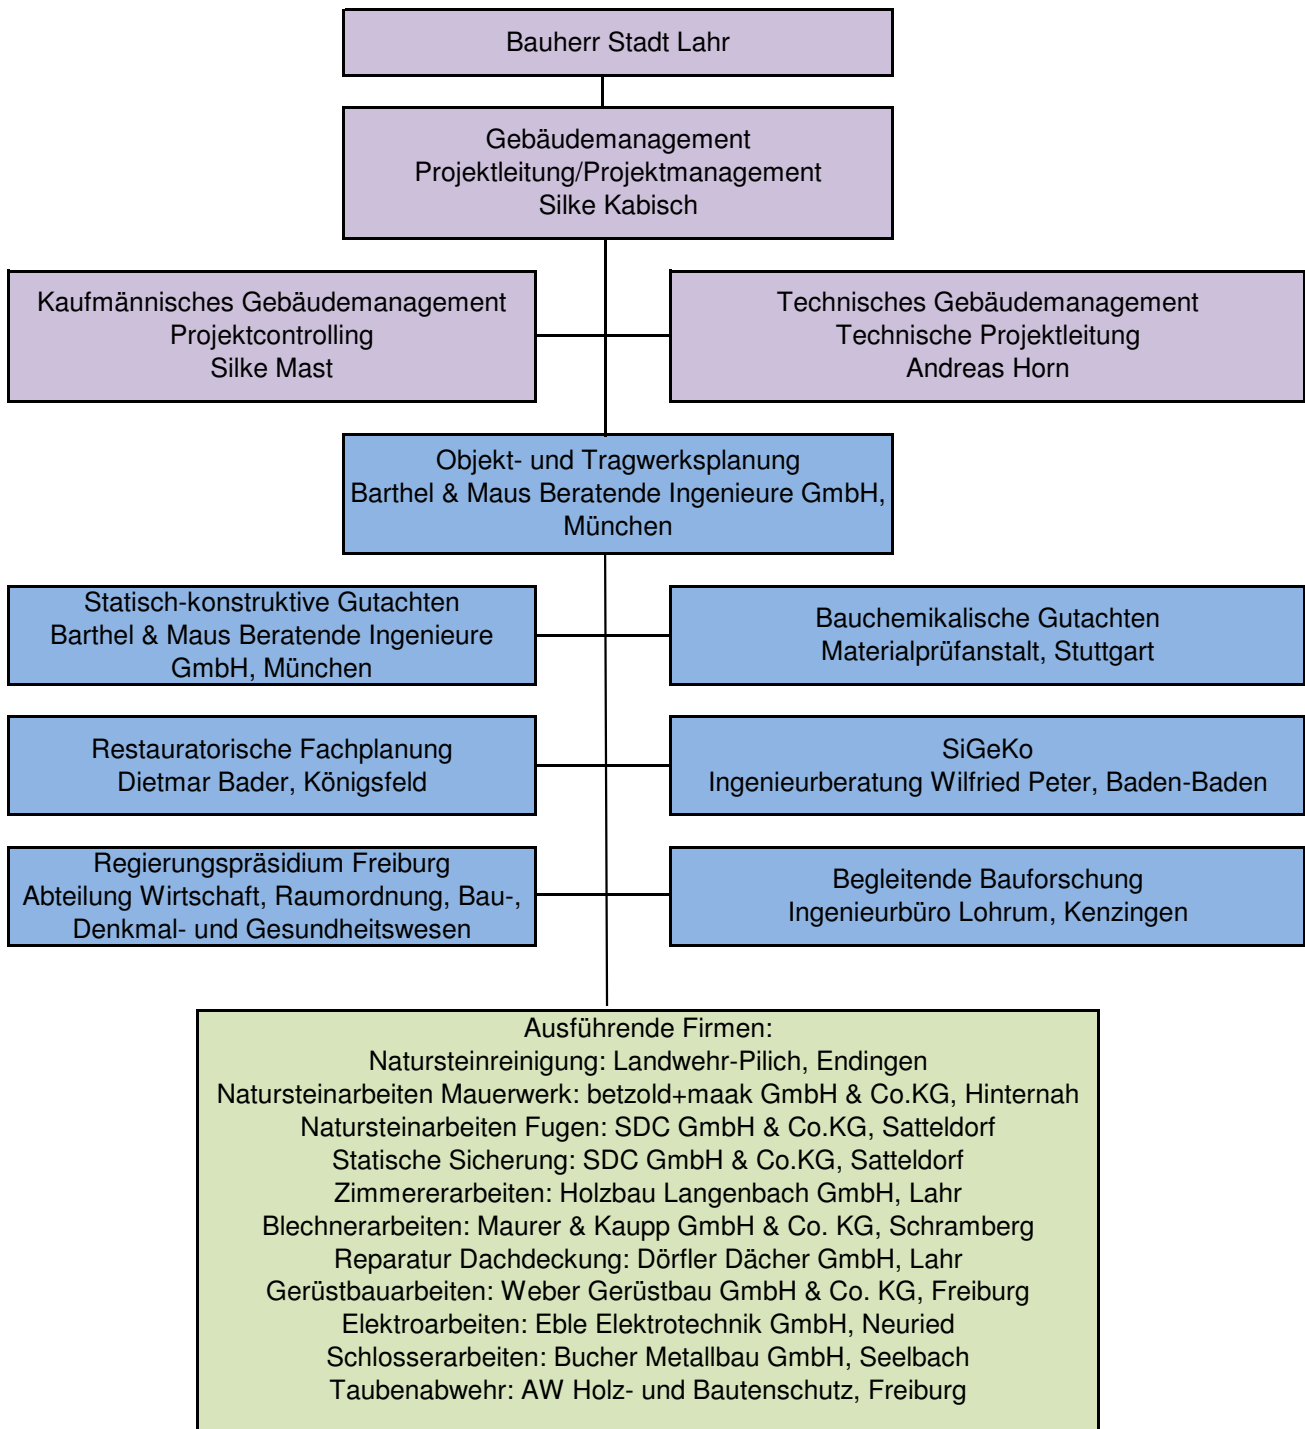 Bauherr Stadt Lahr
Gebäudemanagement
Projektleitung/Projektmanagement
Silke Kabisch
Kaufmännisches Gebäudemanagement
Projektcontrolling
Silke Mast
Technisches Gebäudemanagement
Technische Projektleitung
Andreas Horn
Objekt- und Tragwerksplanung
Barthel & Maus Beratende Ingenieure GmbH,
München
Statisch-konstruktive Gutachten
Barthel & Maus Beratende Ingenieure
GmbH, München
Bauchemikalische Gutachten
Materialprüfanstalt, Stuttgart
Restauratorische Fachplanung
Dietmar Bader, Königsfeld
SiGeKo
Ingenieurberatung Wilfried Peter, Baden-Baden
Regierungspräsidium Freiburg
Abteilung Wirtschaft, Raumordnung, Bau-,
Denkmal- und Gesundheitswesen
Begleitende Bauforschung
Ingenieurbüro Lohrum, Kenzingen
Ausführende Firmen:
Natursteinreinigung: Landwehr-Pilich, Endingen
Natursteinarbeiten Mauerwerk: betzold+maak GmbH & Co.KG, Hinternah
Natursteinarbeiten Fugen: SDC GmbH & Co.KG, Satteldorf
Statische Sicherung: SDC GmbH & Co.KG, Satteldorf
Zimmererarbeiten: Holzbau Langenbach GmbH, Lahr
Blechnerarbeiten: Maurer & Kaupp GmbH & Co. KG, Schramberg
Reparatur Dachdeckung: Dörfler Dächer GmbH, Lahr
Gerüstbauarbeiten: Weber Gerüstbau GmbH & Co. KG, Freiburg
Elektroarbeiten: Eble Elektrotechnik GmbH, Neuried
Schlosserarbeiten: Bucher Metallbau GmbH, Seelbach
Taubenabwehr: AW Holz- und Bautenschutz, Freiburg